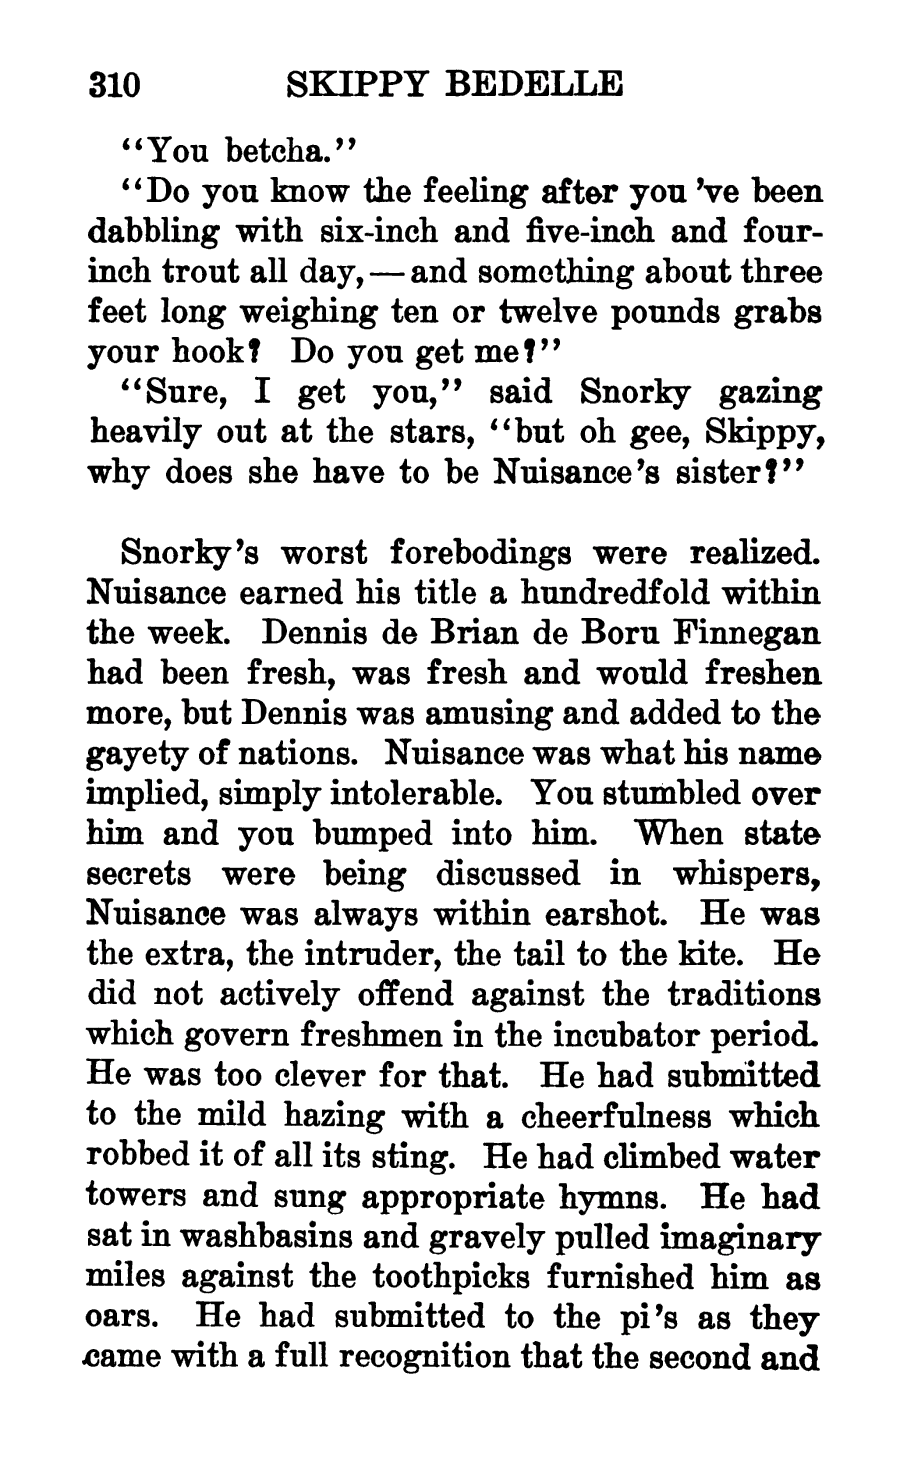 310 SKIPPY BEDELLE
"You betcha."
"Do you know the feeling after you 've been
dabbling with six-inch and five-inch and four-
inch trout all day,—and something about three
feet long weighing ten or twelve pounds grabs
your hook? Do you get me?"
"Sure, I get you," said Snorky gazing
heavily out at the stars, "but oh gee, Skippy,
why does she have to be Nuisance's sister?"
Snorky's worst forebodings were realized.
Nuisance earned his title a hundredfold within
the week. Dennis de Brian de Boru Finnegan
had been fresh, was fresh and would freshen
more, but Dennis was amusing and added to the
gayety of nations. Nuisance was what his name
implied, simply intolerable. You stumbled over
him and you bumped into him. When state
secrets were being discussed in whispers,
Nuisance was always within earshot. He was
the extra, the intruder, the tail to the kite. He
did not actively offend against the traditions
which govern freshmen in the incubator period.
He was too clever for that. He had submitted
to the mild hazing with a cheerfulness which
robbed it of all its sting. He had climbed water
towers and sung appropriate hymns. He had
sat in washbasins and gravely pulled imaginary
miles against the toothpicks furnished him as
oars. He had submitted to the pi's as they
came with a full recognition that the second and